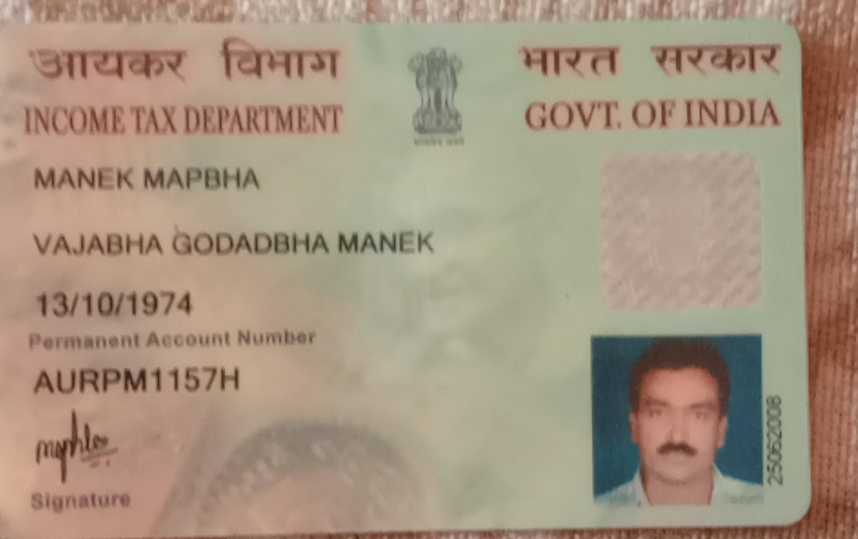 आयकर विभाग
भारत सरकार
INCOME TAX DEPARTMENT
GOVT. OF INDIA
MANEK MAPBHA
VAJABHA GODADBHA MANEK
13/10/1974
Permanent Account Number
AURPM1157H
Signature
25062008